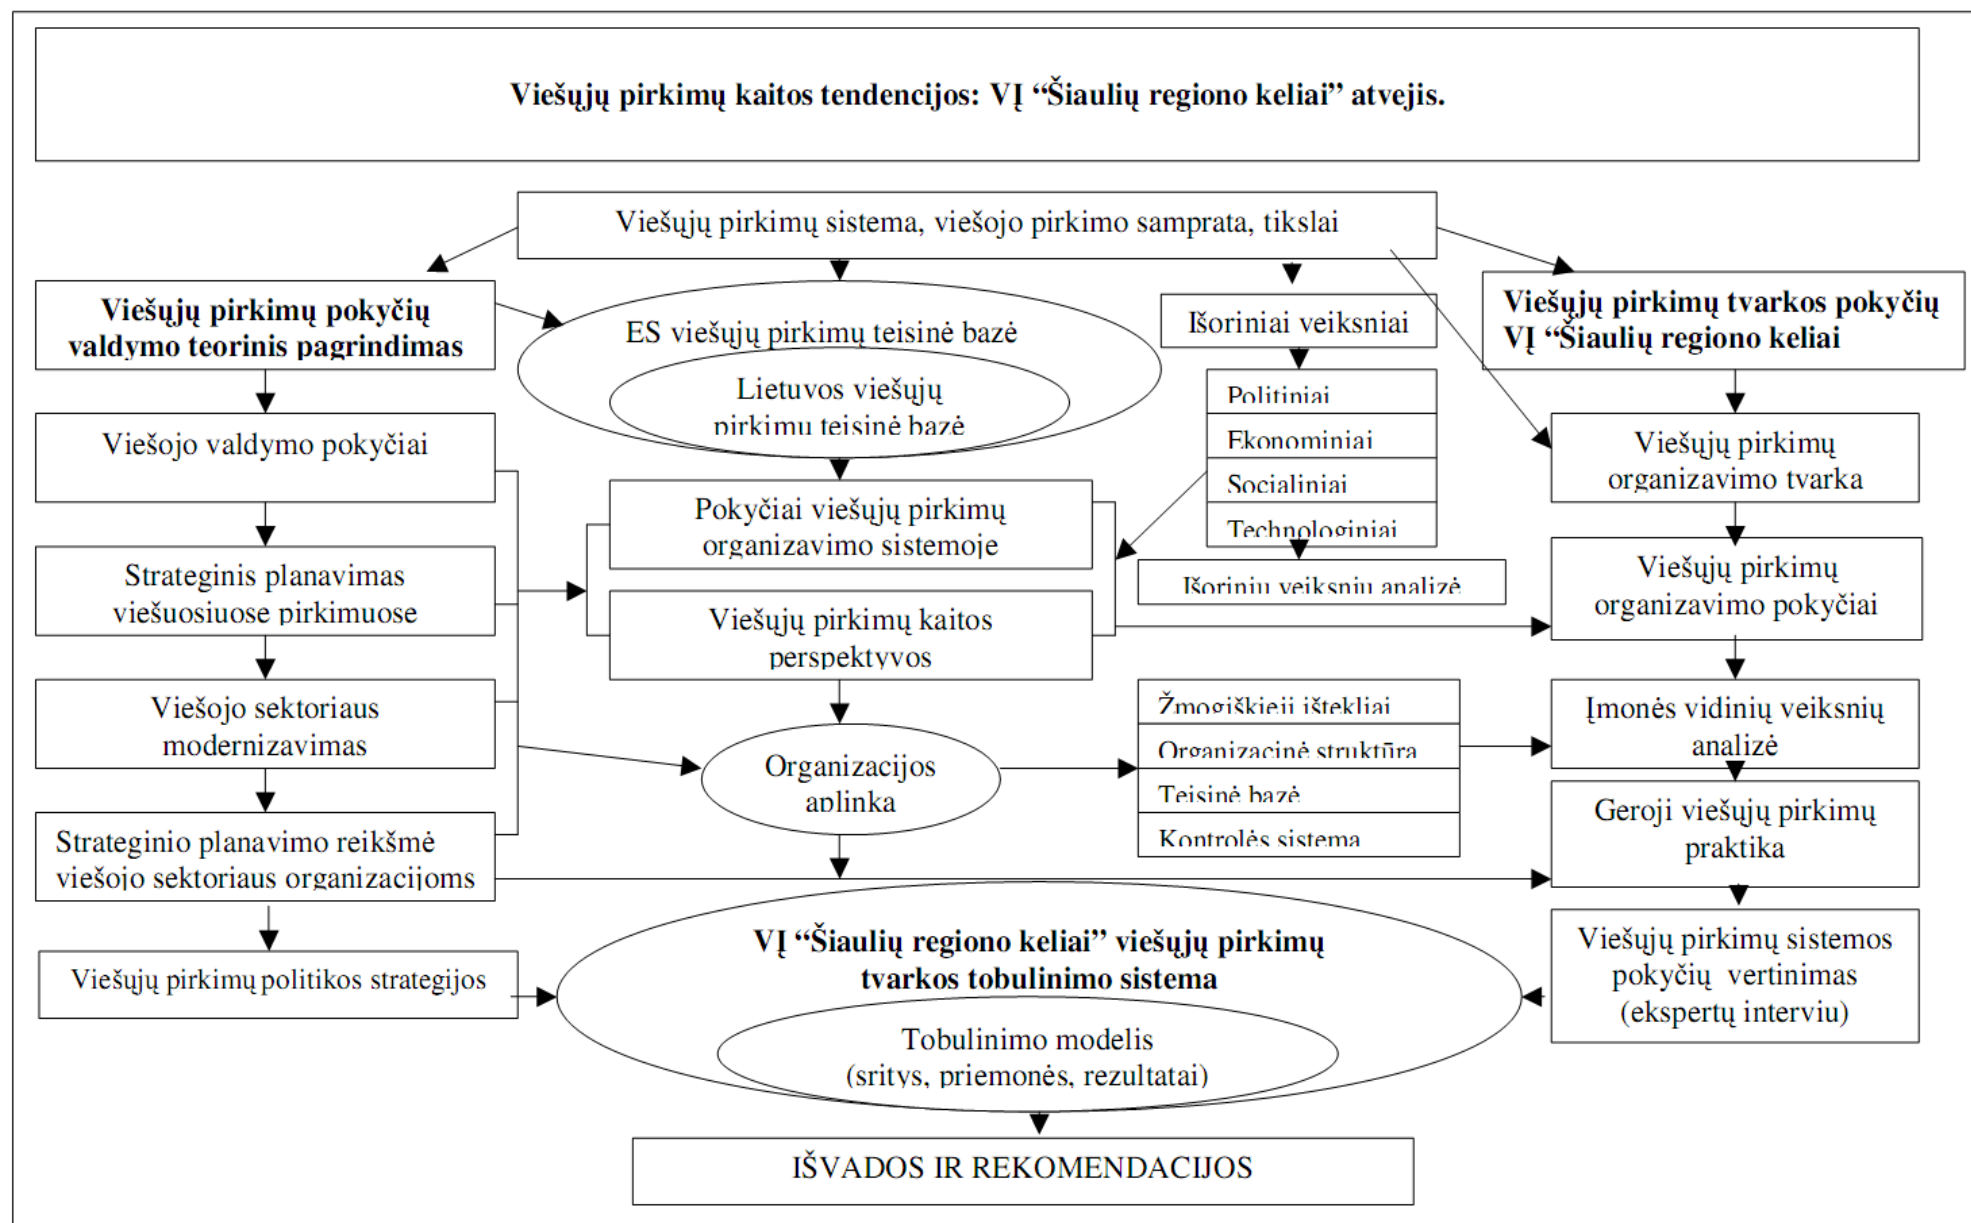 Viešųjų pirkimų kaitos tendencijos: VĮ “Šiaulių regiono keliai” atvejis.
Viešųjų pirkimų sistema, viešojo pirkimo samprata, tikslai
Viešųjų pirkimų pokyčių
valdymo teorinis pagrindimas
ES viešųjų pirkimų teisinė bazė
Lietuvos viešųjų
pirkimų teisinė bazė
Išoriniai veiksniai
Viešųjų pirkimų tvarkos pokyčių
VĮ “Šiaulių regiono keliai
Politiniai
Ekonominiai
Socialiniai
Technologiniai
Išorinių veiksnių analizė
Viešojo valdymo pokyčiai
Strateginis planavimas
viešuosiuose pirkimuose
Viešojo sektoriaus
modernizavimas
Strateginio planavimo reikšmė
viešojo sektoriaus organizacijoms
Viešųjų pirkimų politikos strategijos
Pokyčiai viešųjų pirkimų
organizavimo sistemoje
Viešųjų pirkimų kaitos
perspektyvos
Organizacijos
aplinka
Žmogiškieji ištekliai
Organizacinė struktūra
Teisinė bazė
Kontrolės sistema
Viešųjų pirkimų
organizavimo tvarka
Viešųjų pirkimų
organizavimo pokyčiai
Įmonės vidinių veiksnių
analizė
Geroji viešųjų pirkimų
praktika
Viešųjų pirkimų sistemos
pokyčių vertinimas
(ekspertų interviu)
VĮ “Šiaulių regiono keliai” viešųjų pirkimų
tvarkos tobulinimo sistema
Tobulinimo modelis
(sritys, priemonės, rezultatai)
IŠVADOS IR REKOMENDACIJOS